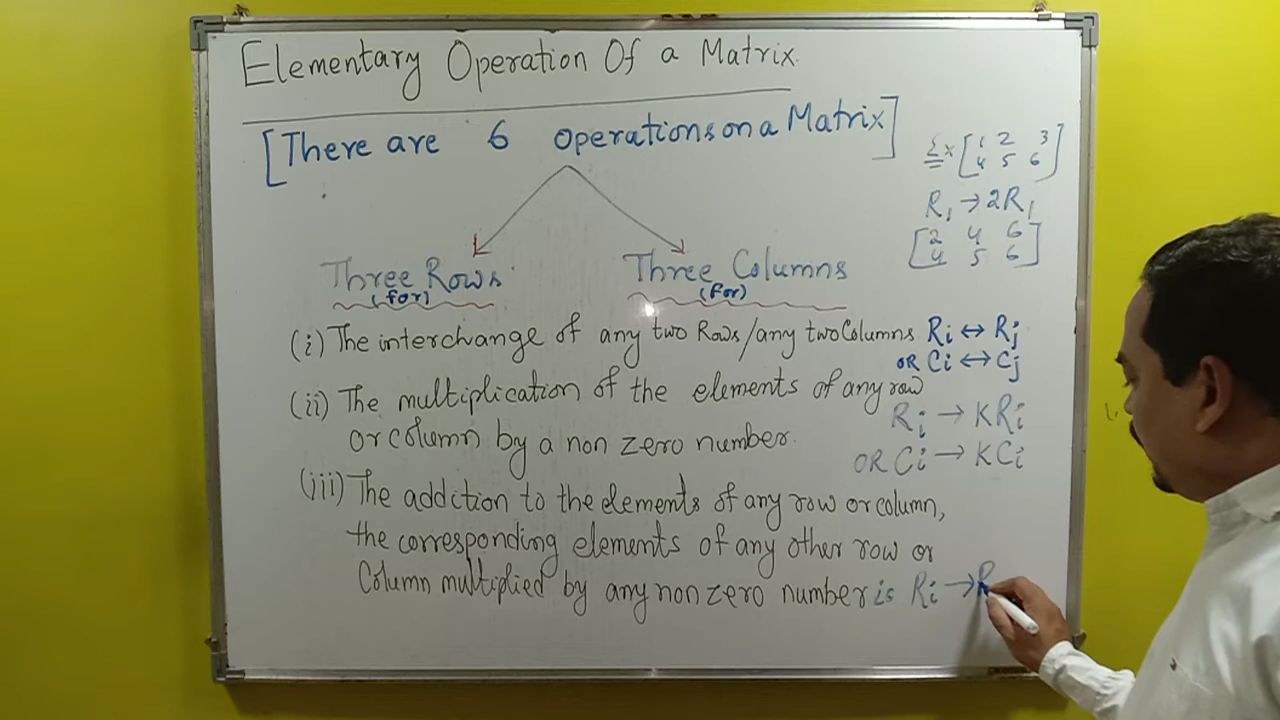 Elementary Operation Of a Matrix.
[There are 6 operations on a Matrix]
Ex [1 2 3
4 5 6]
R1 → 2R1
[2 4 6
4 5 6]
Three Rows
(for)
Three Columns
(for)
(i) The interchange of any two Rows/any two Columns Ri ↔ Rj
OR Ci ↔ Cj
(ii) The multiplication of the elements of any row
or column by a non zero number.
Ri → KRi
OR Ci → KCi
(iii) The addition to the elements of any row or column,
the corresponding elements of any other row or
Column multiplied by any non zero number is Ri → R